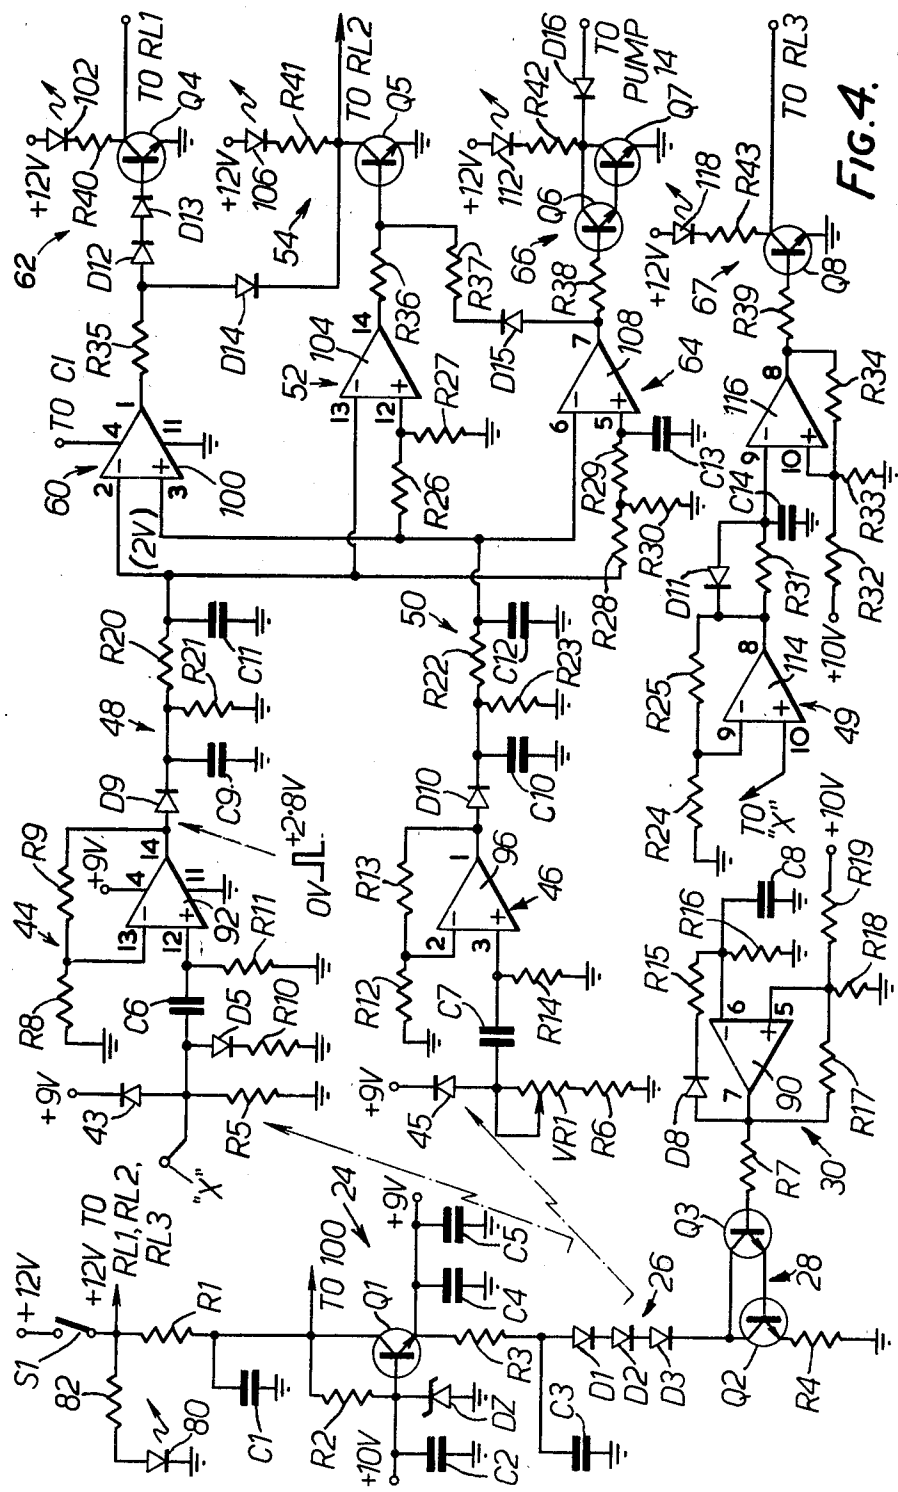 S1
+12V
+12V TO
RL1, RL2,
RL3
82
80
R1
C1
TO 100
24
R2
Q1
+10V
C2
DZ
+9V
C4
C5
R3
C3
D1
D2
D3
26
Q2
Q3
28
R4
"X"
+9V
43
R5
D5
R10
C6
R11
R8
44
R9
+9V
13
12
4
14
11
92
0V
+2·8V
D9
C9
48
R21
R20
C11
+9V
45
VR1
R6
C7
R14
R12
R13
2
3
1
96
46
D10
C10
50
R22
R23
C12
R7
30
D8
R15
R16
7
6
5
90
R17
R18
R19
+10V
C8
R24
R25
TO
"X"
9
10
8
114
49
D11
R31
C14
+10V
R32
R33
R34
9
10
116
8
R39
67
+12V
118
R43
Q8
TO RL3
(2V)
60
2
3
TO C1
4
1
11
100
R35
62
D12
D13
+12V
R40
102
Q4
TO RL1
D14
54
+12V
106
R41
TO RL2
Q5
R26
R27
52
13
12
104
14
R36
R37
D15
R28
R29
R30
C13
6
5
7
108
64
R38
66
Q6
+12V
112
R42
D16
TO
PUMP
14
Q7
FIG.4.